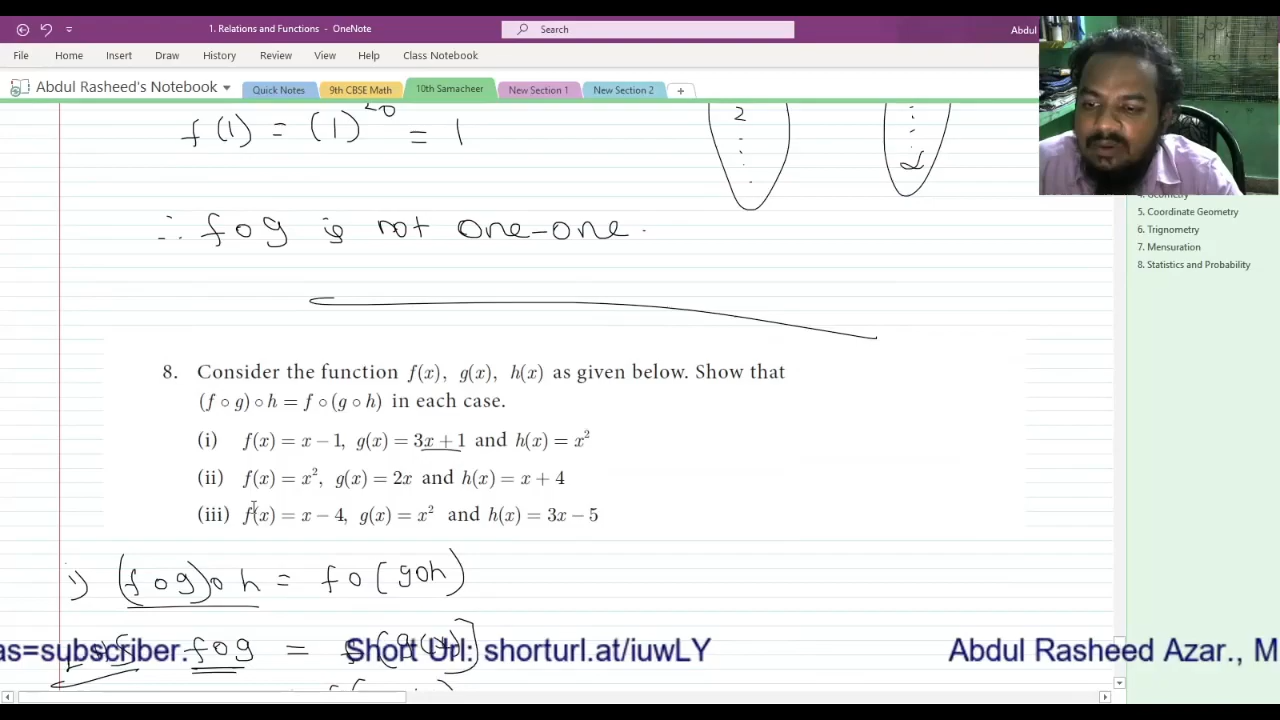 1. Relations and Functions - OneNote
Search
Abdul
File Home Insert Draw History Review View Help Class Notebook
Abdul Rasheed's Notebook
Quick Notes 9th CBSE Math 10th Samacheer New Section 1 New Section 2
f(1) = (1)^20 = 1
2
5. Coordinate Geometry
6. Trignometry
7. Mensuration
8. Statistics and Probability
∴ fog is not one-one.
8. Consider the function f(x), g(x), h(x) as given below. Show that
(f ∘ g) ∘ h = f ∘ (g ∘ h) in each case.
(i) f(x) = x − 1, g(x) = 3x + 1 and h(x) = x²
(ii) f(x) = x², g(x) = 2x and h(x) = x + 4
(iii) f(x) = x − 4, g(x) = x² and h(x) = 3x − 5
i) (fog)oh = fo(goh)
fog = f(g(x))
as=subscriber. Short Url: shorturl.at/iuwLY Abdul Rasheed Azar., M